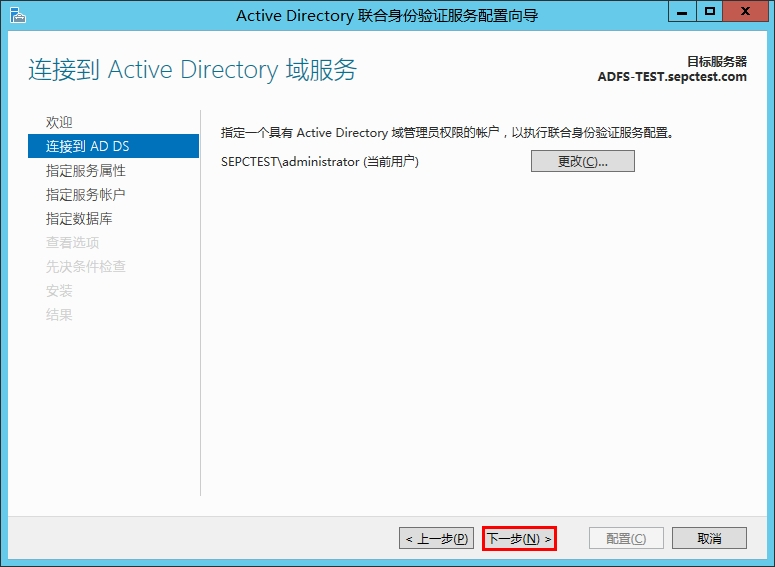 Active Directory 联合身份验证服务配置向导
连接到 Active Directory 域服务
目标服务器
ADFS-TEST.sepctest.com
欢迎
连接到 AD DS
指定服务属性
指定服务帐户
指定数据库
查看选项
先决条件检查
安装
结果
指定一个具有 Active Directory 域管理员权限的帐户，以执行联合身份验证服务配置。
SEPCTEST\administrator (当前用户)
更改(C)...
< 上一步(P)
下一步(N) >
配置(C)
取消